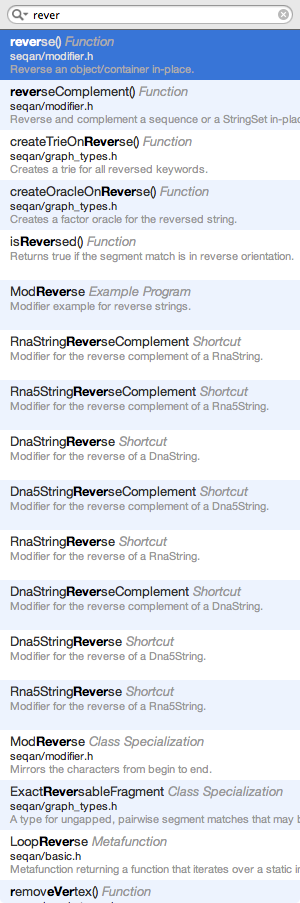 rever
reverse() Function
seqan/modifier.h
Reverse an object/container in-place.
reverseComplement() Function
seqan/modifier.h
Reverse and complement a sequence or a StringSet in-plac
createTrieOnReverse() Function
seqan/graph_types.h
Creates a trie for all reversed keywords.
createOracleOnReverse() Function
seqan/graph_types.h
Creates a factor oracle for the reversed string.
isReversed() Function
Returns true if the segment match is in reverse orientation.
ModReverse Example Program
Modifier example for reverse strings.
RnaStringReverseComplement Shortcut
Modifier for the reverse complement of a RnaString.
Rna5StringReverseComplement Shortcut
Modifier for the reverse complement of a Rna5String.
DnaStringReverse Shortcut
Modifier for the reverse of a DnaString.
Dna5StringReverseComplement Shortcut
Modifier for the reverse complement of a Dna5String.
RnaStringReverse Shortcut
Modifier for the reverse of a RnaString.
DnaStringReverseComplement Shortcut
Modifier for the reverse complement of a DnaString.
Dna5StringReverse Shortcut
Modifier for the reverse of a Dna5String.
Rna5StringReverse Shortcut
Modifier for the reverse of a Rna5String.
ModReverse Class Specialization
seqan/modifier.h
Mirrors the characters from begin to end.
ExactReversableFragment Class Specialization
seqan/graph_types.h
A type for ungapped, pairwise segment matches that may b
LoopReverse Metafunction
seqan/basic.h
Metafunction returning a function that iterates over a static in
removeVertex() Function